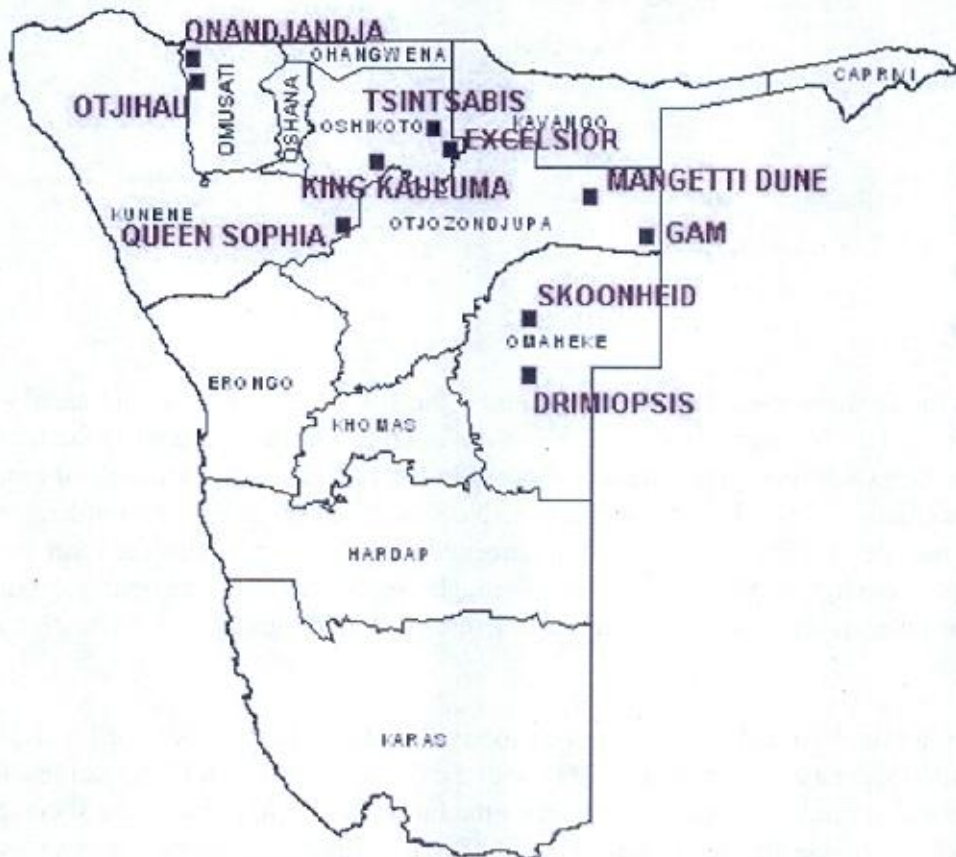 ONANDJANDJA
OHANGWENA
CAPRIVI
OTJIHAU
OMUSATI
OSHANA
TSINTSABIS
OSHIKOTO
KAVANGO
EXCELSIOR
KING KAULUMA
MANGETTI DUNE
KUNENE
OTJOZONDJUPA
QUEEN SOPHIA
GAM
SKOONHEID
OMAHEKE
ERONGO
DRIMIOPSIS
KHOMAS
HARDAP
KARAS